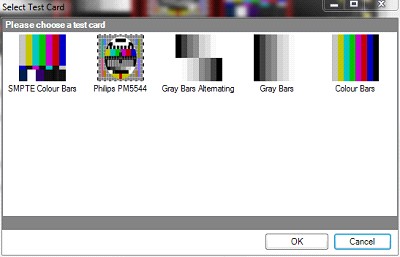 Select Test Card
Please choose a test card
SMPTE Colour Bars Philips PM5544 Gray Bars Alternating Gray Bars Colour Bars
OK Cancel